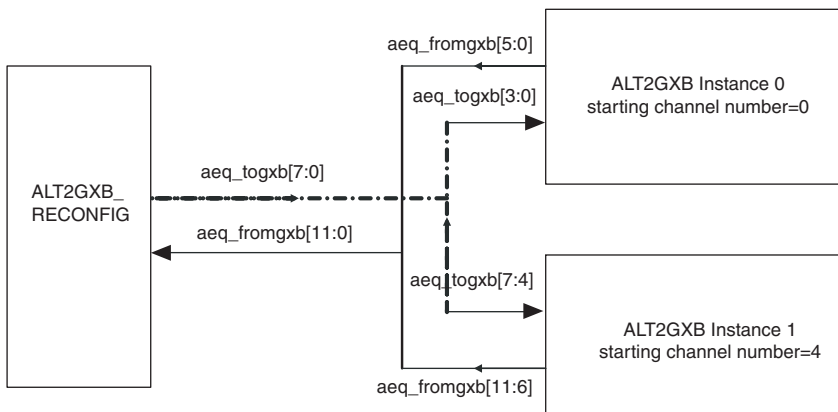 aeq_fromgxb[5:0]
ALT2GXB Instance 0
starting channel number=0
aeq_togxb[3:0]
aeq_togxb[7:0]
ALT2GXB_
RECONFIG
aeq_fromgxb[11:0]
aeq_togxb[7:4]
ALT2GXB Instance 1
starting channel number=4
aeq_fromgxb[11:6]